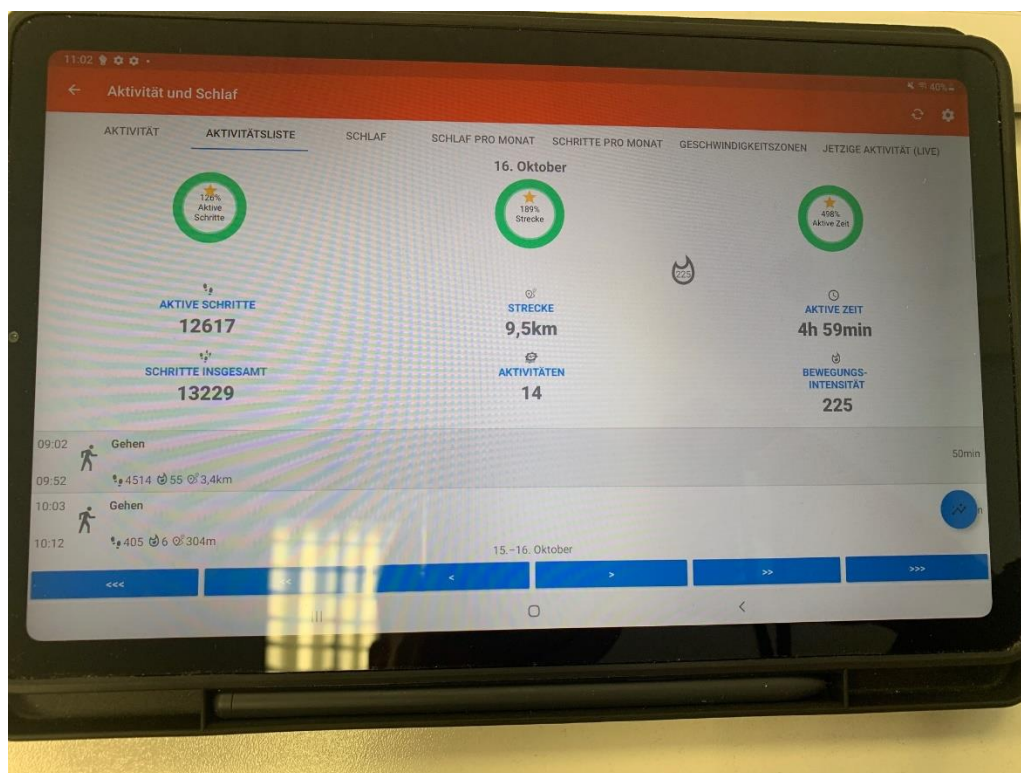 11:02
40%
Aktivität und Schlaf
AKTIVITÄT AKTIVITÄTSLISTE SCHLAF SCHLAF PRO MONAT SCHRITTE PRO MONAT GESCHWINDIGKEITSZONEN JETZIGE AKTIVITÄT (LIVE)
16. Oktober
126%
Aktive
Schritte
189%
Strecke
498%
Aktive Zeit
225
AKTIVE SCHRITTE
12617
STRECKE
9,5km
AKTIVE ZEIT
4h 59min
SCHRITTE INSGESAMT
13229
AKTIVITÄTEN
14
BEWEGUNGS-
INTENSITÄT
225
09:02 Gehen
50min
09:52 4514 55 3,4km
10:03 Gehen
n
10:12 405 6 304m
15.–16. Oktober
<<< << < > >> >>>